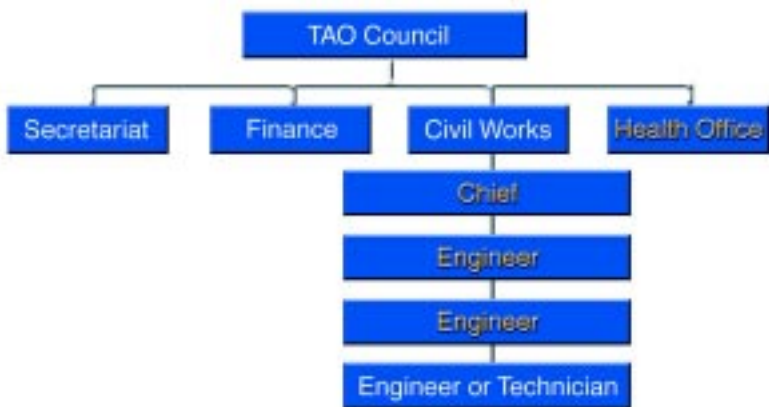 TAO Council
Secretariat
Finance
Civil Works
Health Office
Chief
Engineer
Engineer
Engineer or Technician